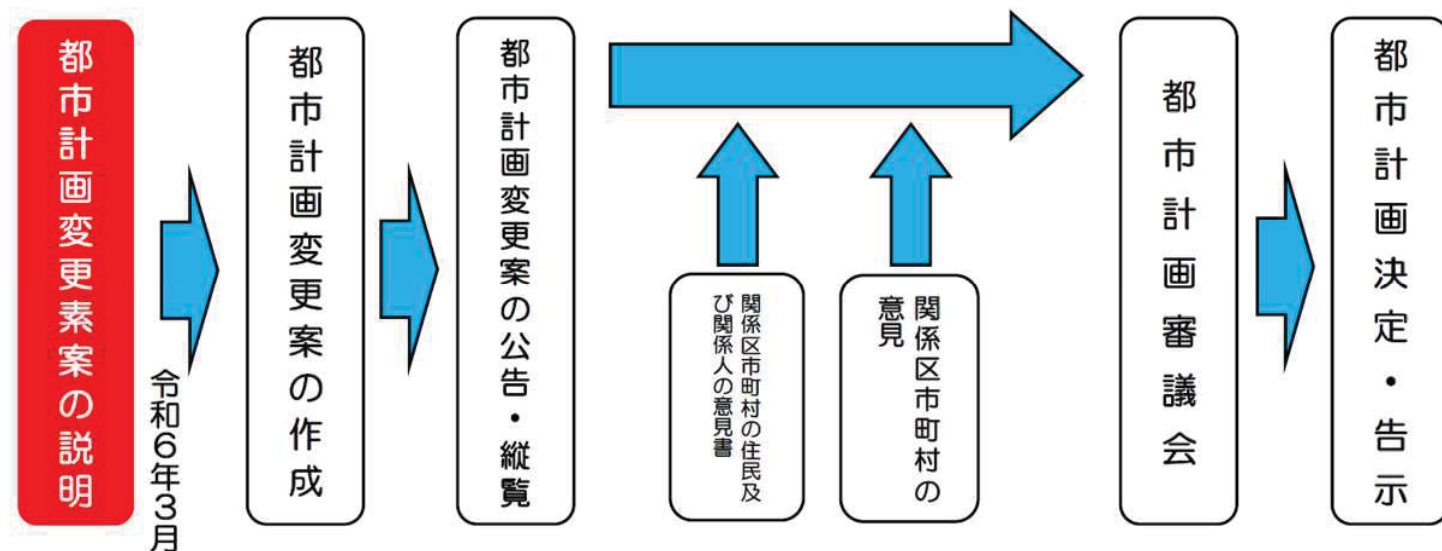 都市計画変更素案の説明
令和6年3月
都市計画変更案の作成
都市計画変更案の公告・縦覧
関係区市町村の住民及
び関係人の意見書
関係区市町村の
意見
都市計画審議会
都市計画決定・告示